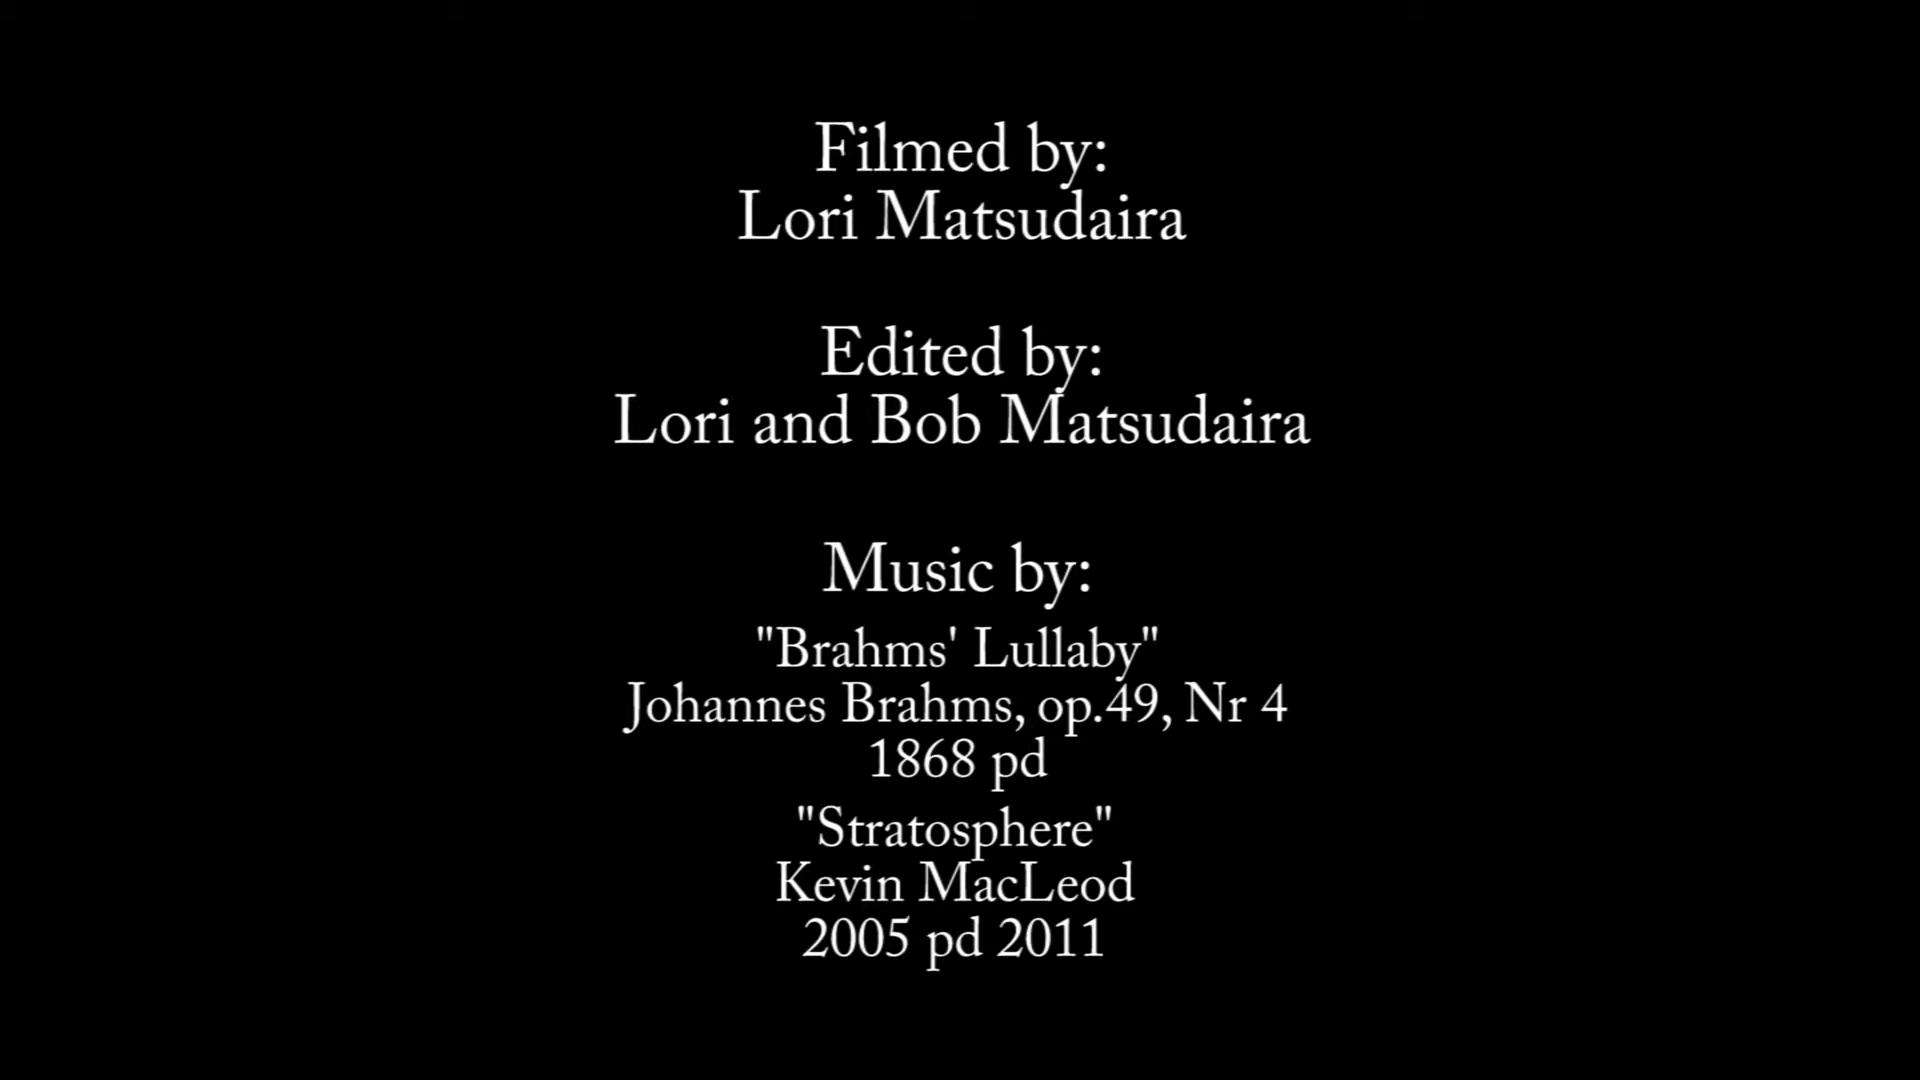 Filmed by:
Lori Matsudaira
Edited by:
Lori and Bob Matsudaira
Music by:
"Brahms' Lullaby"
Johannes Brahms, op.49, Nr 4
1868 pd
"Stratosphere"
Kevin MacLeod
2005 pd 2011